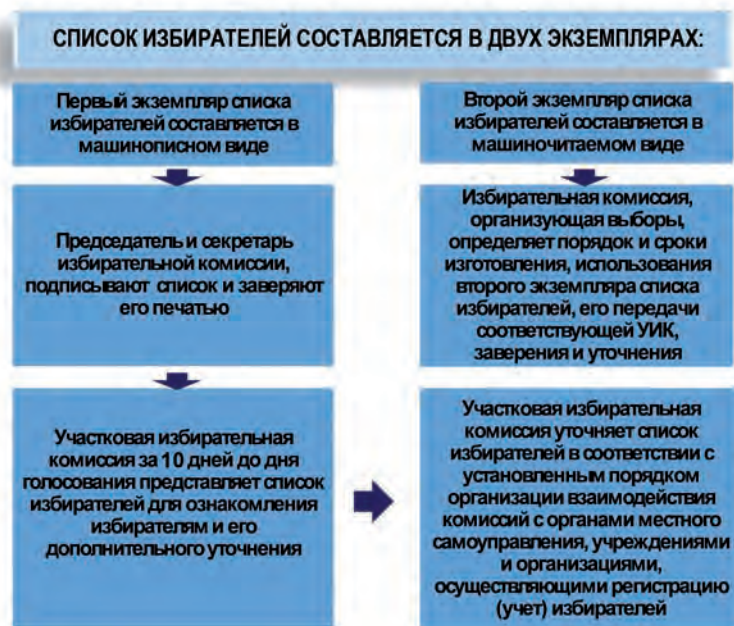 СПИСОК ИЗБИРАТЕЛЕЙ СОСТАВЛЯЕТСЯ В ДВУХ ЭКЗЕМПЛЯРАХ:
Первый экземпляр списка
избирателей составляется в
машинописном виде
Председатель и секретарь
избирательной комиссии,
подписывают список и заверяют
его печатью
Участковая избирательная
комиссия за 10 дней до дня
голосования представляет список
избирателей для ознакомления
избирателям и его
дополнительного уточнения
Второй экземпляр списка
избирателей составляется в
машиночитаемом виде
Избирательная комиссия,
организующая выборы,
определяет порядок и сроки
изготовления, использования
второго экземпляра списка
избирателей, его передачи
соответствующей УИК,
заверения и уточнения
Участковая избирательная
комиссия уточняет список
избирателей в соответствии с
установленным порядком
организации взаимодействия
комиссий с органами местного
самоуправления, учреждениями
и организациями,
осуществляющими регистрацию
(учет) избирателей